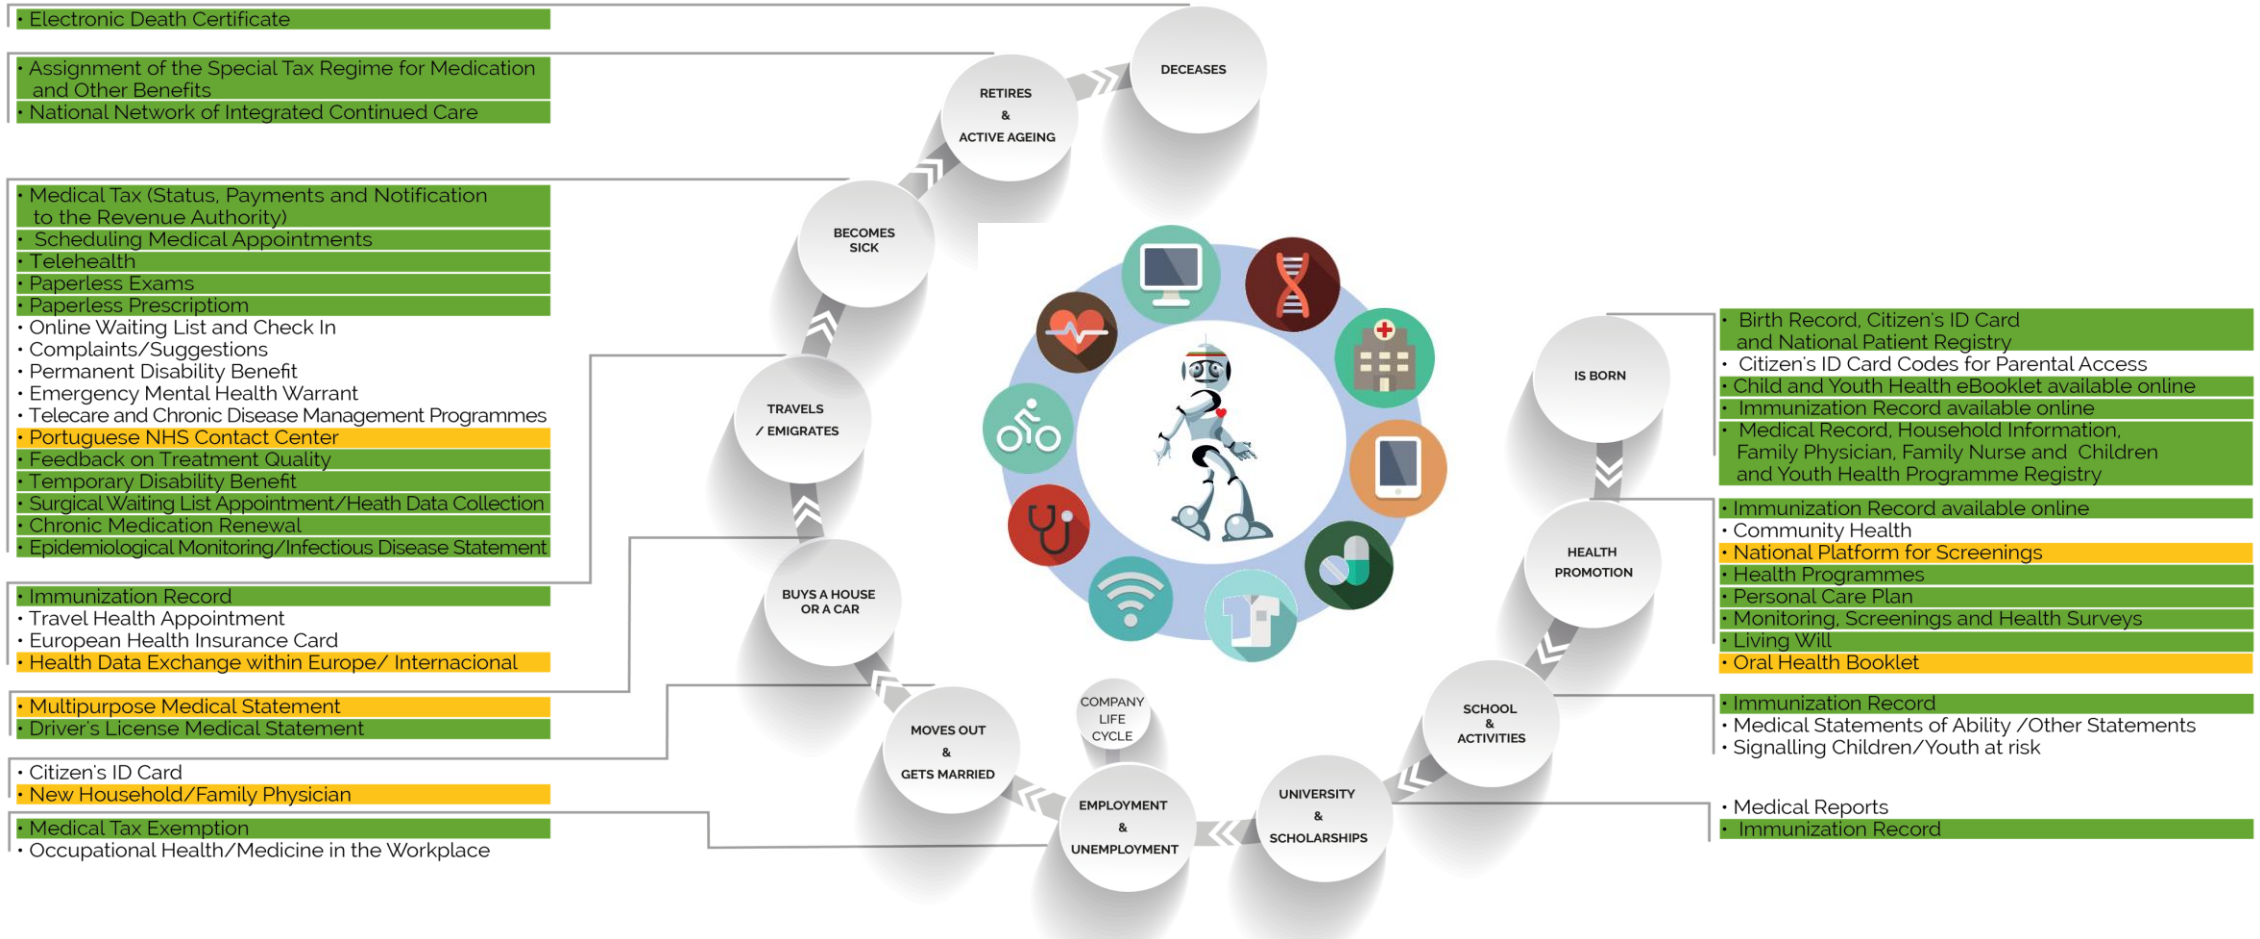 • Electronic Death Certificate
• Assignment of the Special Tax Regime for Medication
and Other Benefits
• National Network of Integrated Continued Care
• Medical Tax (Status, Payments and Notification
to the Revenue Authority)
• Scheduling Medical Appointments
• Telehealth
• Paperless Exams
• Paperless Prescriptiom
• Online Waiting List and Check In
• Complaints/Suggestions
• Permanent Disability Benefit
• Emergency Mental Health Warrant
• Telecare and Chronic Disease Management Programmes
• Portuguese NHS Contact Center
• Feedback on Treatment Quality
• Temporary Disability Benefit
• Surgical Waiting List Appointment/Heath Data Collection
• Chronic Medication Renewal
• Epidemiological Monitoring/Infectious Disease Statement
• Immunization Record
• Travel Health Appointment
• European Health Insurance Card
• Health Data Exchange within Europe/ Internacional
• Multipurpose Medical Statement
• Driver's License Medical Statement
• Citizen's ID Card
• New Household/Family Physician
• Medical Tax Exemption
• Occupational Health/Medicine in the Workplace
DECEASES
RETIRES
&
ACTIVE AGEING
BECOMES
SICK
TRAVELS
/ EMIGRATES
BUYS A HOUSE
OR A CAR
MOVES OUT
&
GETS MARRIED
COMPANY
LIFE
CYCLE
EMPLOYMENT
&
UNEMPLOYMENT
UNIVERSITY
&
SCHOLARSHIPS
SCHOOL
&
ACTIVITIES
HEALTH
PROMOTION
IS BORN
• Birth Record, Citizen's ID Card
and National Patient Registry
• Citizen's ID Card Codes for Parental Access
• Child and Youth Health eBooklet available online
• Immunization Record available online
• Medical Record, Household Information,
Family Physician, Family Nurse and Children
and Youth Health Programme Registry
• Immunization Record available online
• Community Health
• National Platform for Screenings
• Health Programmes
• Personal Care Plan
• Monitoring, Screenings and Health Surveys
• Living Will
• Oral Health Booklet
• Immunization Record
• Medical Statements of Ability /Other Statements
• Signalling Children/Youth at risk
• Medical Reports
• Immunization Record